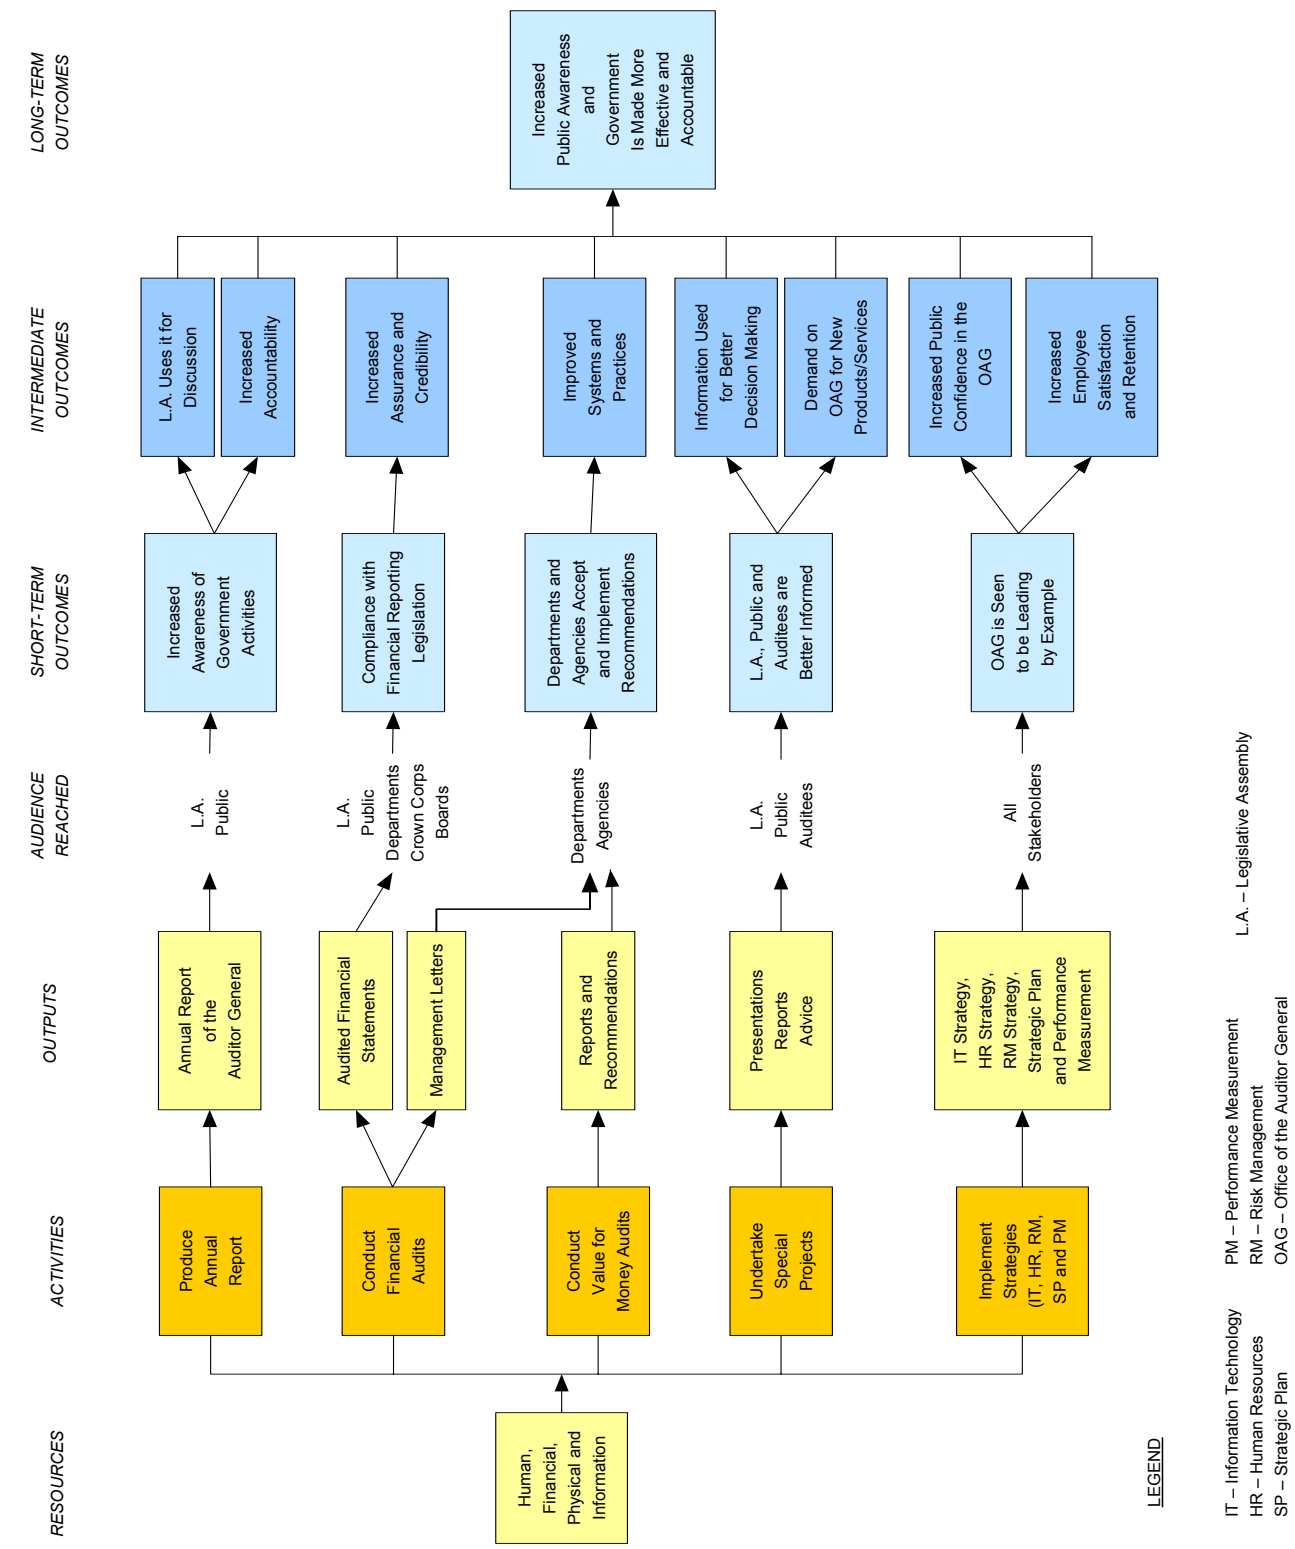 RESOURCES
ACTIVITIES
OUTPUTS
AUDIENCE
REACHED
SHORT-TERM
OUTCOMES
INTERMEDIATE
OUTCOMES
LONG-TERM
OUTCOMES
Human,
Financial,
Physical and
Information
Produce
Annual
Report
Annual Report
of the
Auditor General
L.A.
Public
Increased
Awareness of
Government
Activities
L.A. Uses it for
Discussion
Increased
Accountability
Conduct
Financial
Audits
Audited Financial
Statements
Management Letters
L.A.
Public
Departments
Crown Corps
Boards
Compliance with
Financial Reporting
Legislation
Increased
Assurance and
Credibility
Conduct
Value for
Money Audits
Reports and
Recommendations
Departments
Agencies
Departments and
Agencies Accept
and Implement
Recommendations
Improved
Systems and
Practices
Undertake
Special
Projects
Presentations
Reports
Advice
L.A.
Public
Auditees
L.A., Public and
Auditees are
Better Informed
Information Used
for Better
Decision Making
Demand on
OAG for New
Products/Services
Implement
Strategies
(IT, HR, RM,
SP and PM
IT Strategy,
HR Strategy,
RM Strategy,
Strategic Plan
and Performance
Measurement
All
Stakeholders
OAG is Seen
to be Leading
by Example
Increased Public
Confidence in the
OAG
Increased
Employee
Satisfaction
and Retention
Increased
Public Awareness
and
Government
Is Made More
Effective and
Accountable
LEGEND
IT – Information Technology
HR – Human Resources
SP – Strategic Plan
PM – Performance Measurement
RM – Risk Management
OAG – Office of the Auditor General
L.A. – Legislative Assembly